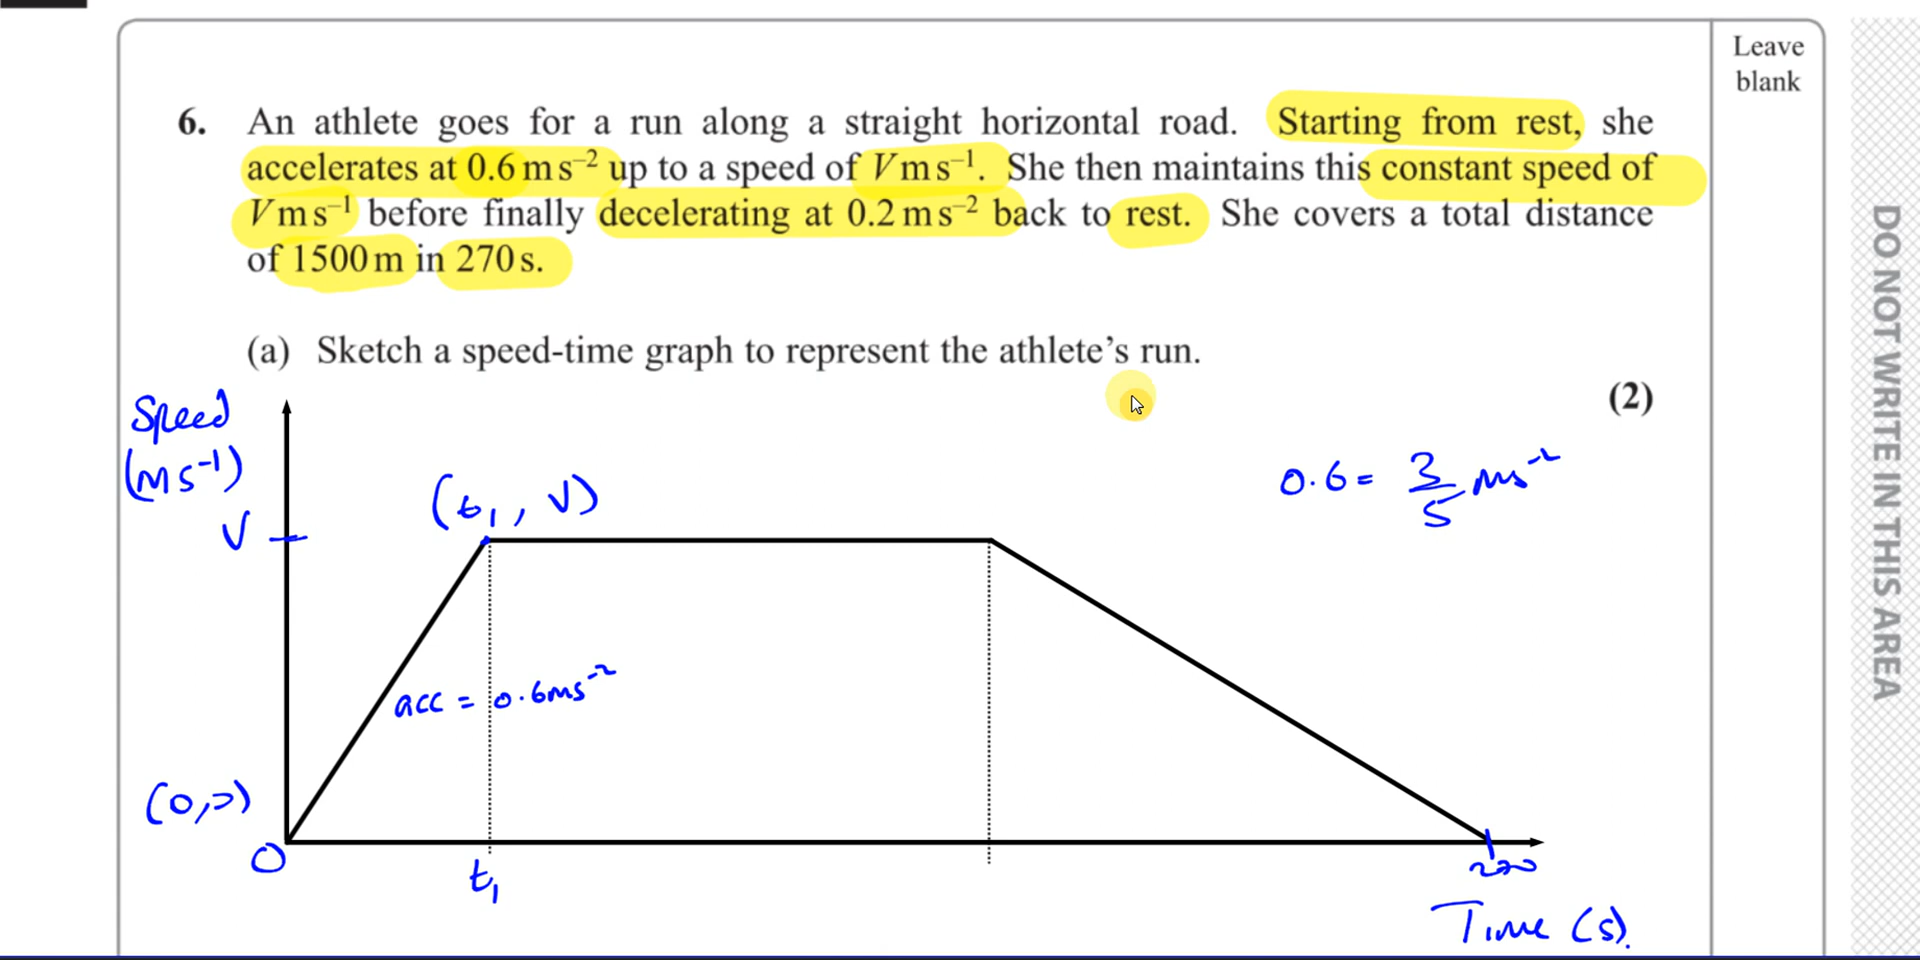 Leave
blank
6. An athlete goes for a run along a straight horizontal road. Starting from rest, she
accelerates at 0.6 m s⁻² up to a speed of V m s⁻¹. She then maintains this constant speed of
V m s⁻¹ before finally decelerating at 0.2 m s⁻² back to rest. She covers a total distance
of 1500 m in 270 s.
(a) Sketch a speed-time graph to represent the athlete's run.
(2)
Speed
(ms⁻¹)
V
(t₁, V)
0.6 = 3/5 ms⁻²
acc = 0.6ms⁻²
(0,0)
O
t₁
270
Time (s).
DO NOT WRITE IN THIS AREA